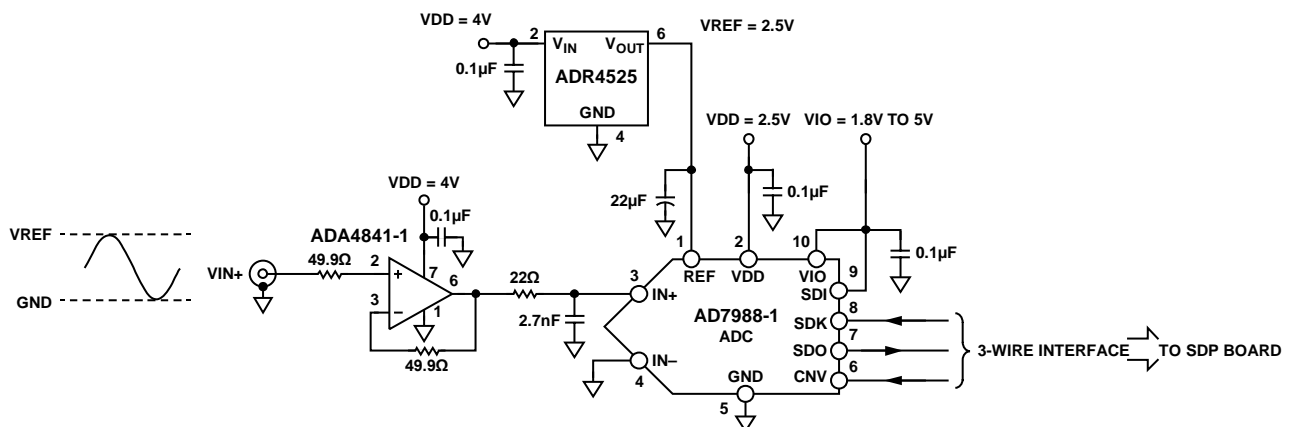 VDD = 4V
VREF = 2.5V
2
6
VIN
VOUT
0.1µF
ADR4525
GND
4
VDD = 2.5V
VIO = 1.8V TO 5V
VDD = 4V
22µF
0.1µF
0.1µF
0.1µF
ADA4841-1
VREF
GND
VIN+
49.9Ω
2
+
7
6
3
−
1
49.9Ω
22Ω
2.7nF
1
2
10
REF
VDD
VIO
9
SDI
3
IN+
AD7988-1
ADC
8
SDK
7
SDO
6
CNV
IN–
4
GND
5
3-WIRE INTERFACE
TO SDP BOARD